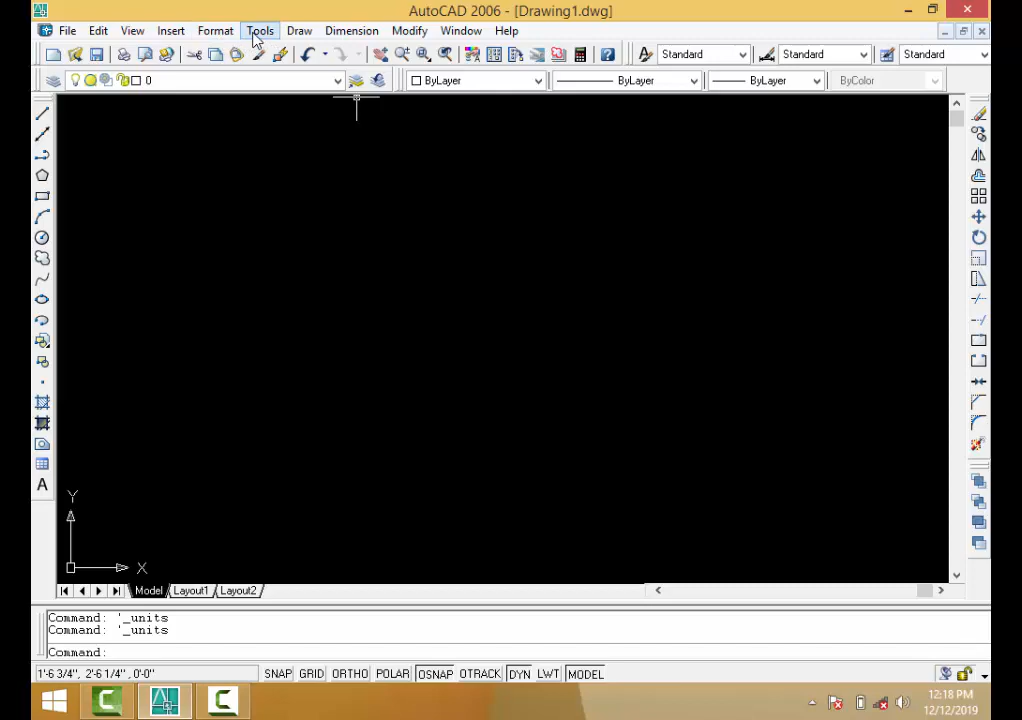 AutoCAD 2006 - [Drawing1.dwg]
File Edit View Insert Format Tools Draw Dimension Modify Window Help
Standard Standard Standard
0 ByLayer ByLayer ByLayer ByColor
A
Y
X
Model Layout1 Layout2
Command: '_units
Command: '_units
Command:
1'-6 3/4", 2'-6 1/4" , 0'-0" SNAP GRID ORTHO POLAR OSNAP OTRACK DYN LWT MODEL
12:18 PM
12/12/2019